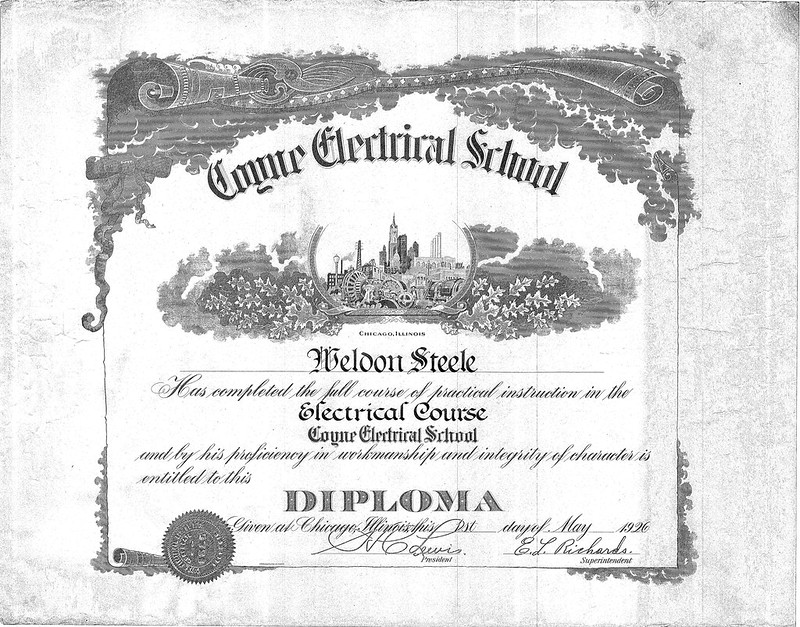 Coyne Electrical School
CHICAGO, ILLINOIS
Weldon Steele
Has completed the full course of practical instruction in the
Electrical Course
Coyne Electrical School
and by his proficiency in workmanship and integrity of character is
entitled to this
DIPLOMA
Given at Chicago, Illinois, this 1st day of May 1926
H C Lewis. E.L. Richards.
President Superintendent